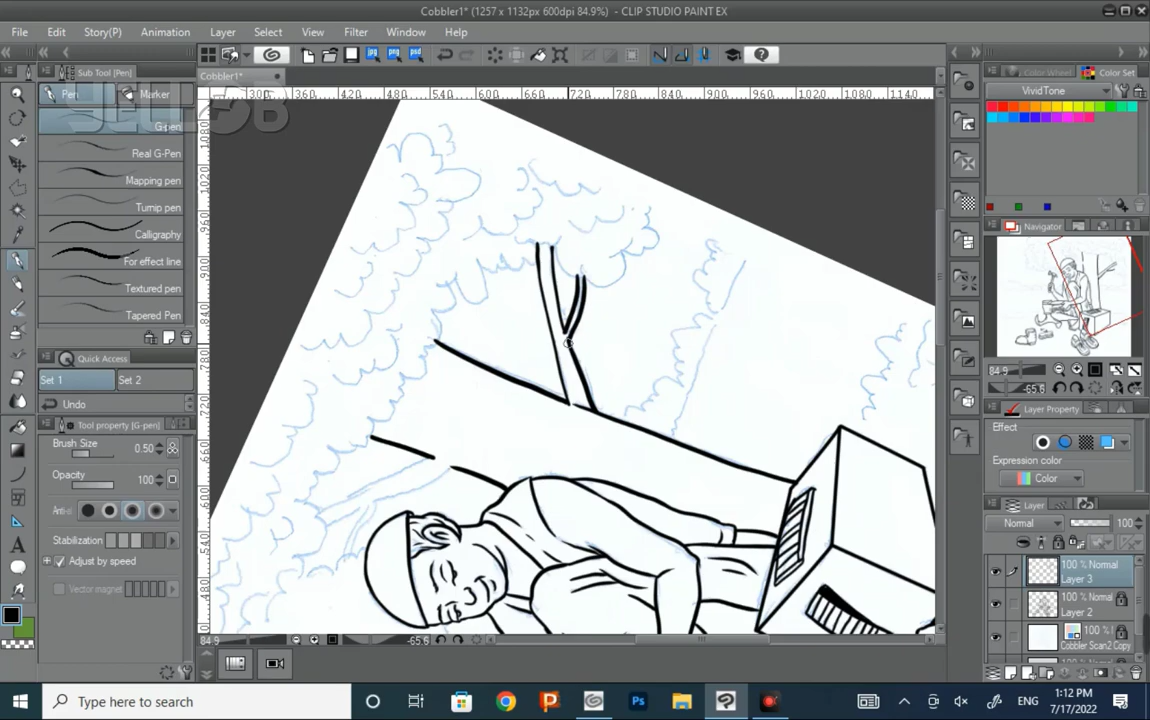 Cobbler1* (1257 x 1132px 600dpi 84.9%) - CLIP STUDIO PAINT EX
File Edit Story(P) Animation Layer Select View Filter Window Help
Sub Tool [Pen]
Cobbler1*
Color Wheel Color Set
Pen Marker
VividTone
G-pen
Real G-Pen
Mapping pen
Turnip pen
Calligraphy
For effect line
Textured pen
Tapered Pen
Navigator
Quick Access
Set 1 Set 2
Undo
84.9
-65.6
Tool property [G-pen]
Layer Property
Brush Size 0.50
Effect
Opacity 100
Expression color
Color
Stabilization
Layer
Adjust by speed
Normal 100
Vector magnet
100 % Normal
Layer 3
100 % Normal
Layer 2
100 %
Cobbler Scan2 Copy
84.9 -65.6
Type here to search
ENG
1:12 PM
7/17/2022